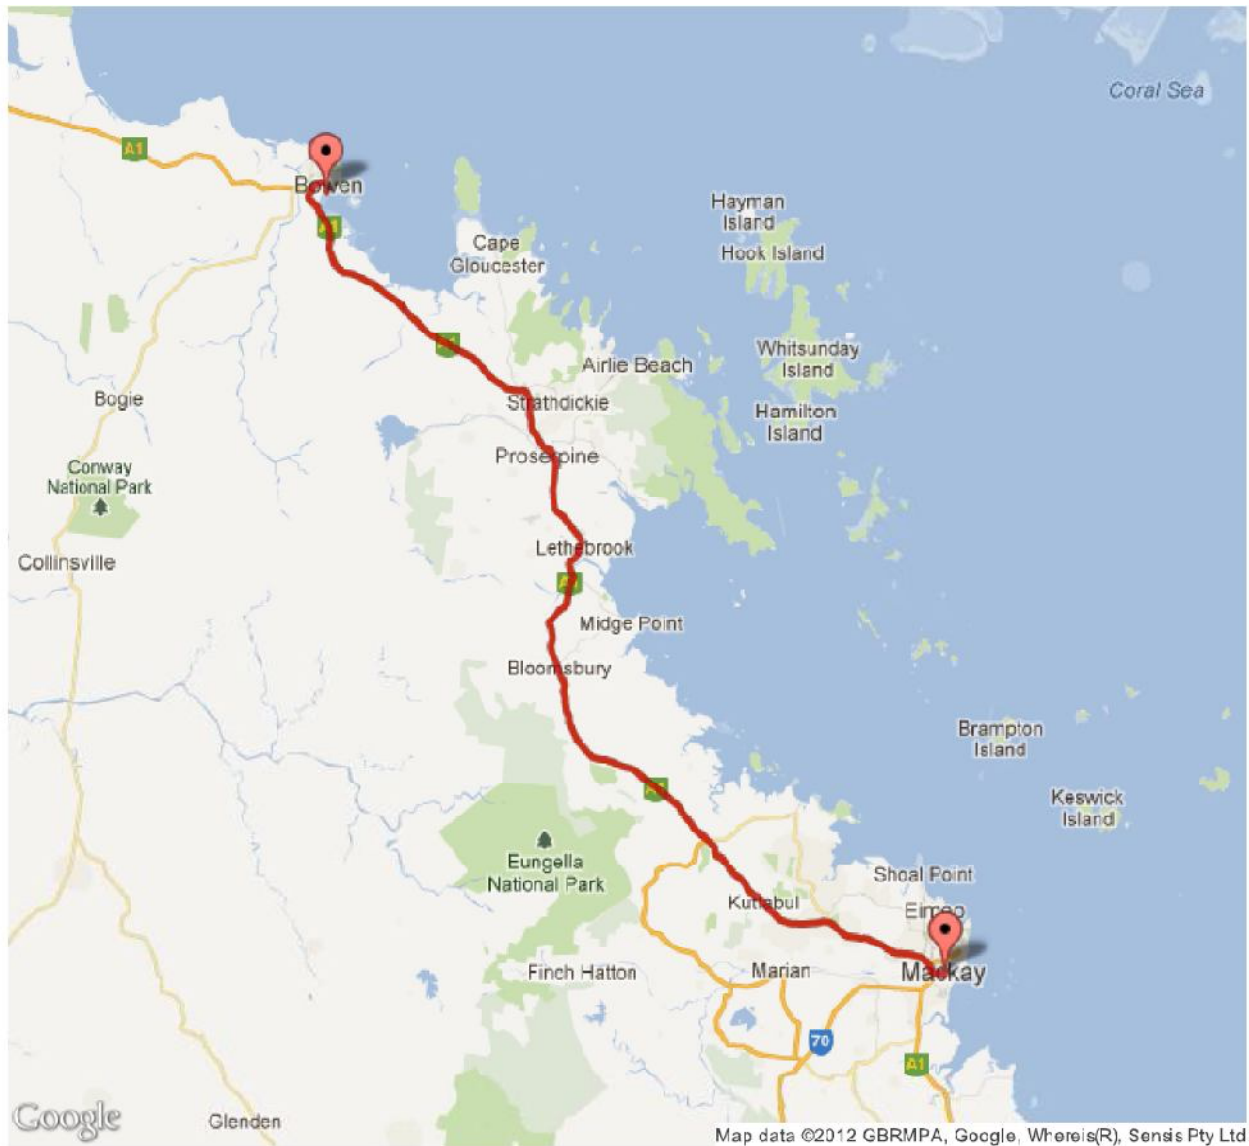 Coral Sea
A1
Bowen
A1
Hayman
Island
Hook Island
Cape
Gloucester
A1
Whitsunday
Island
Airlie Beach
Bogie
Strathdickie
Hamilton
Island
Proserpine
Conway
National Park
Lethebrook
Collinsville
A1
Midge Point
Bloomsbury
Brampton
Island
A1
Keswick
Island
Eungella
National Park
Shoal Point
Kuttabul
Eimeo
Finch Hatton
Marian
Mackay
70
A1
Google
Glenden
Map data ©2012 GBRMPA, Google, Whereis(R), Sensis Pty Ltd